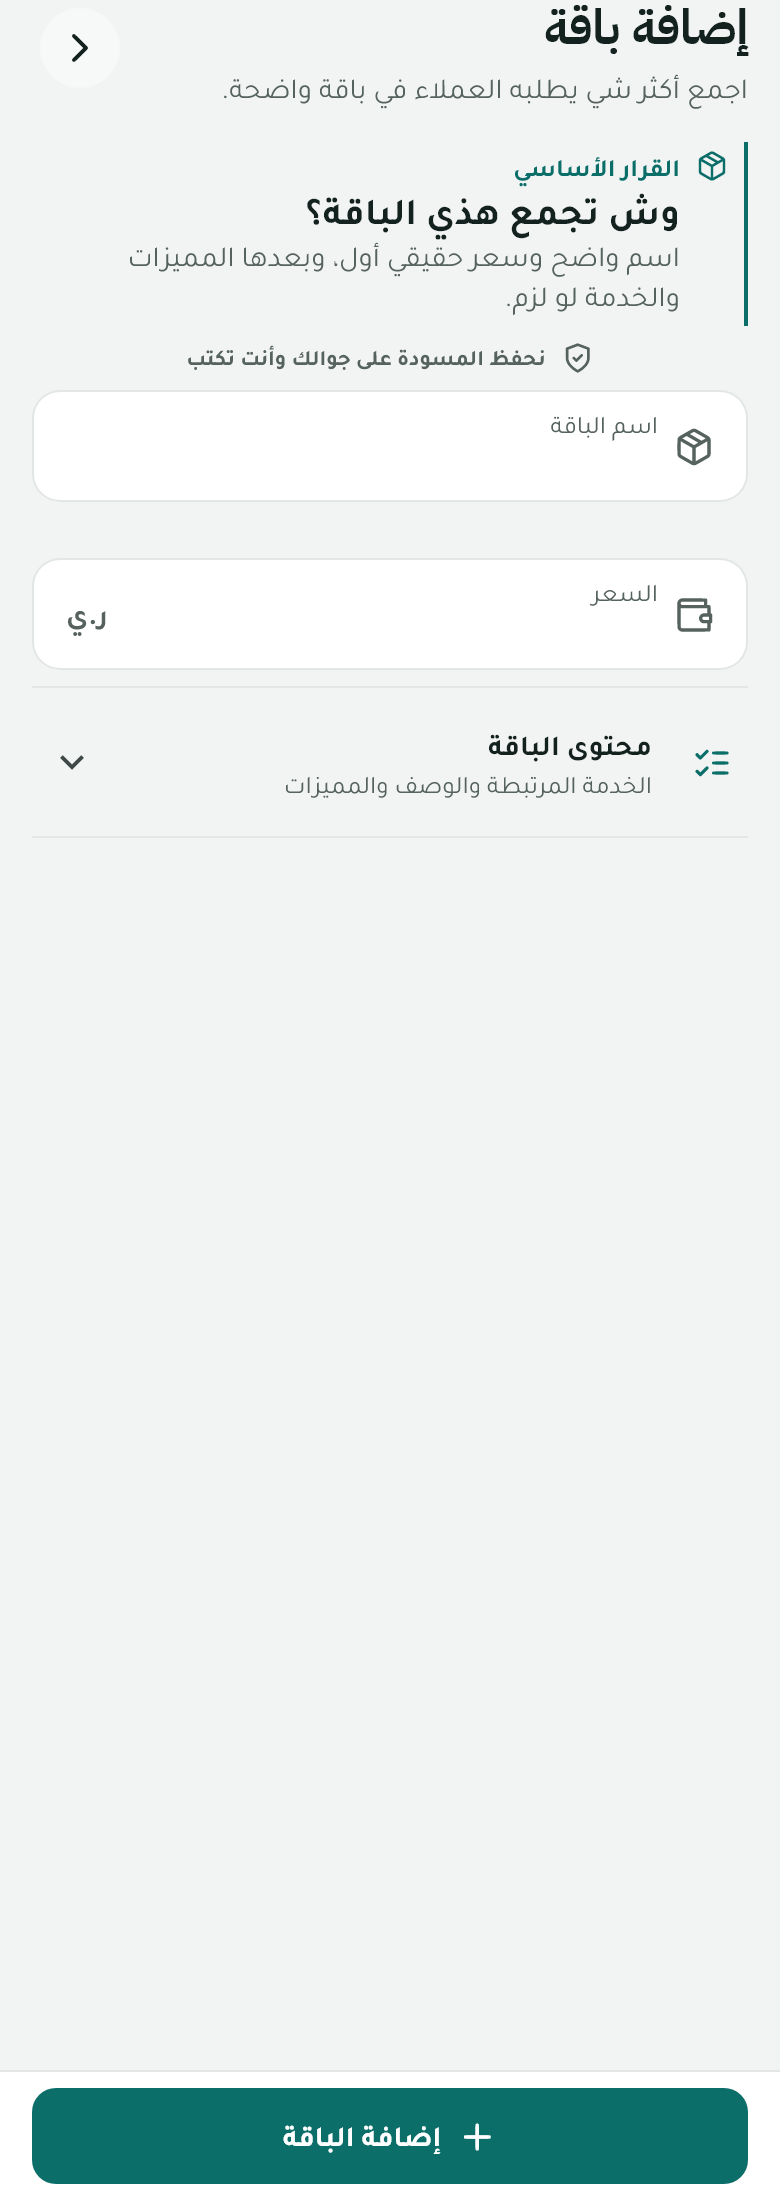 إضافة باقة
اجمع أكثر شي يطلبه العملاء في باقة واضحة.
القرار الأساسي
وش تجمع هذي الباقة؟
اسم واضح وسعر حقيقي أول، وبعدها المميزات
والخدمة لو لزم.
نحفظ المسودة على جوالك وأنت تكتب
اسم الباقة
السعر
ر.ي
محتوى الباقة
الخدمة المرتبطة والوصف والمميزات
إضافة الباقة